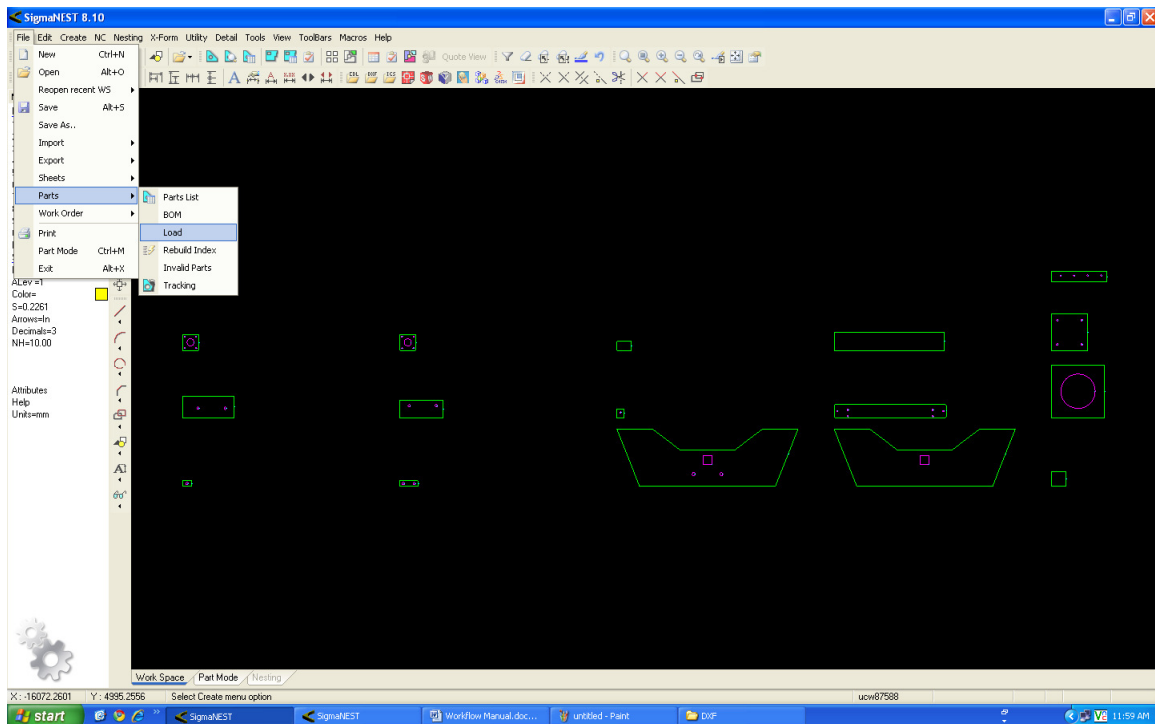 SigmaNEST 8.10
File Edit Create NC Nesting X-Form Utility Detail Tools View ToolBars Macros Help
New Ctrl+N
Open Alt+O
Reopen recent WS
Save Alt+S
Save As..
Import
Export
Sheets
Parts
Work Order
Print
Part Mode Ctrl+M
Exit Alt+X
Parts List
BOM
Load
Rebuild Index
Invalid Parts
Tracking
Quote View
ALev =1
Color=
S=0.2261
Arrows=In
Decimals=3
NH=10.00
Attributes
Help
Units=mm
Work Space Part Mode Nesting
X: -16072.2601 Y: 4995.2556 Select Create menu option ucw87588
start SigmaNEST SigmaNEST Workflow Manual.doc... untitled - Paint DXF 11:59 AM